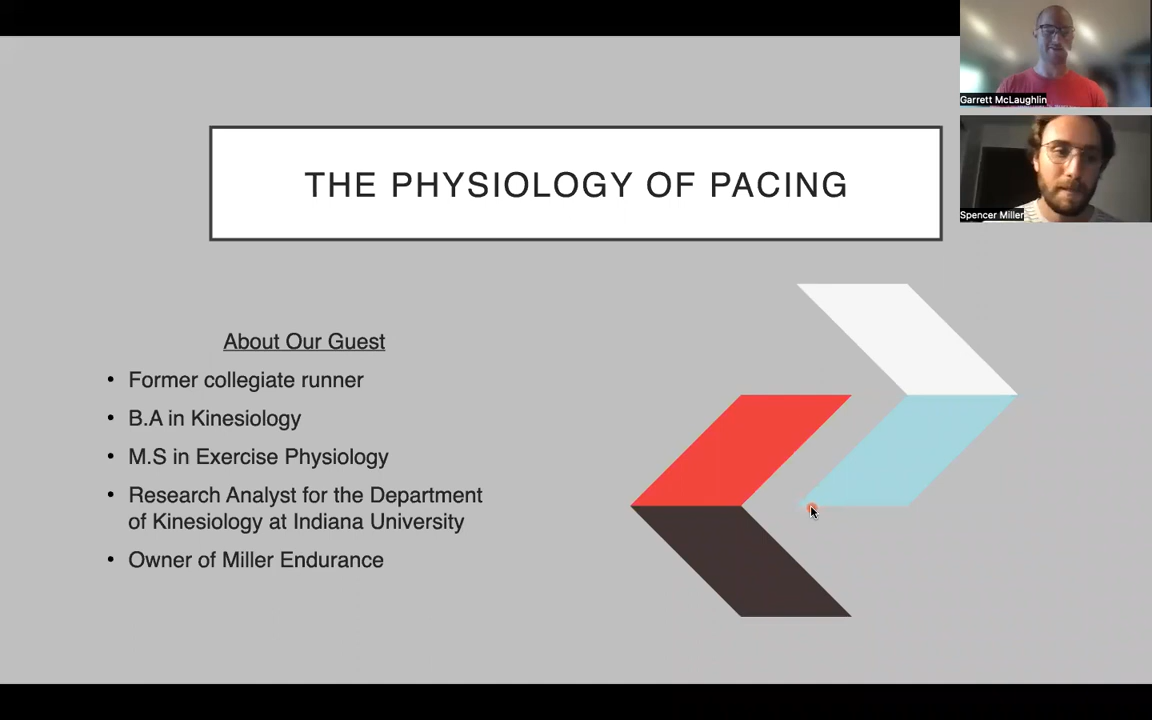 THE PHYSIOLOGY OF PACING
Garrett McLaughlin
Spencer Miller
About Our Guest
• Former collegiate runner
• B.A in Kinesiology
• M.S in Exercise Physiology
• Research Analyst for the Department
of Kinesiology at Indiana University
• Owner of Miller Endurance